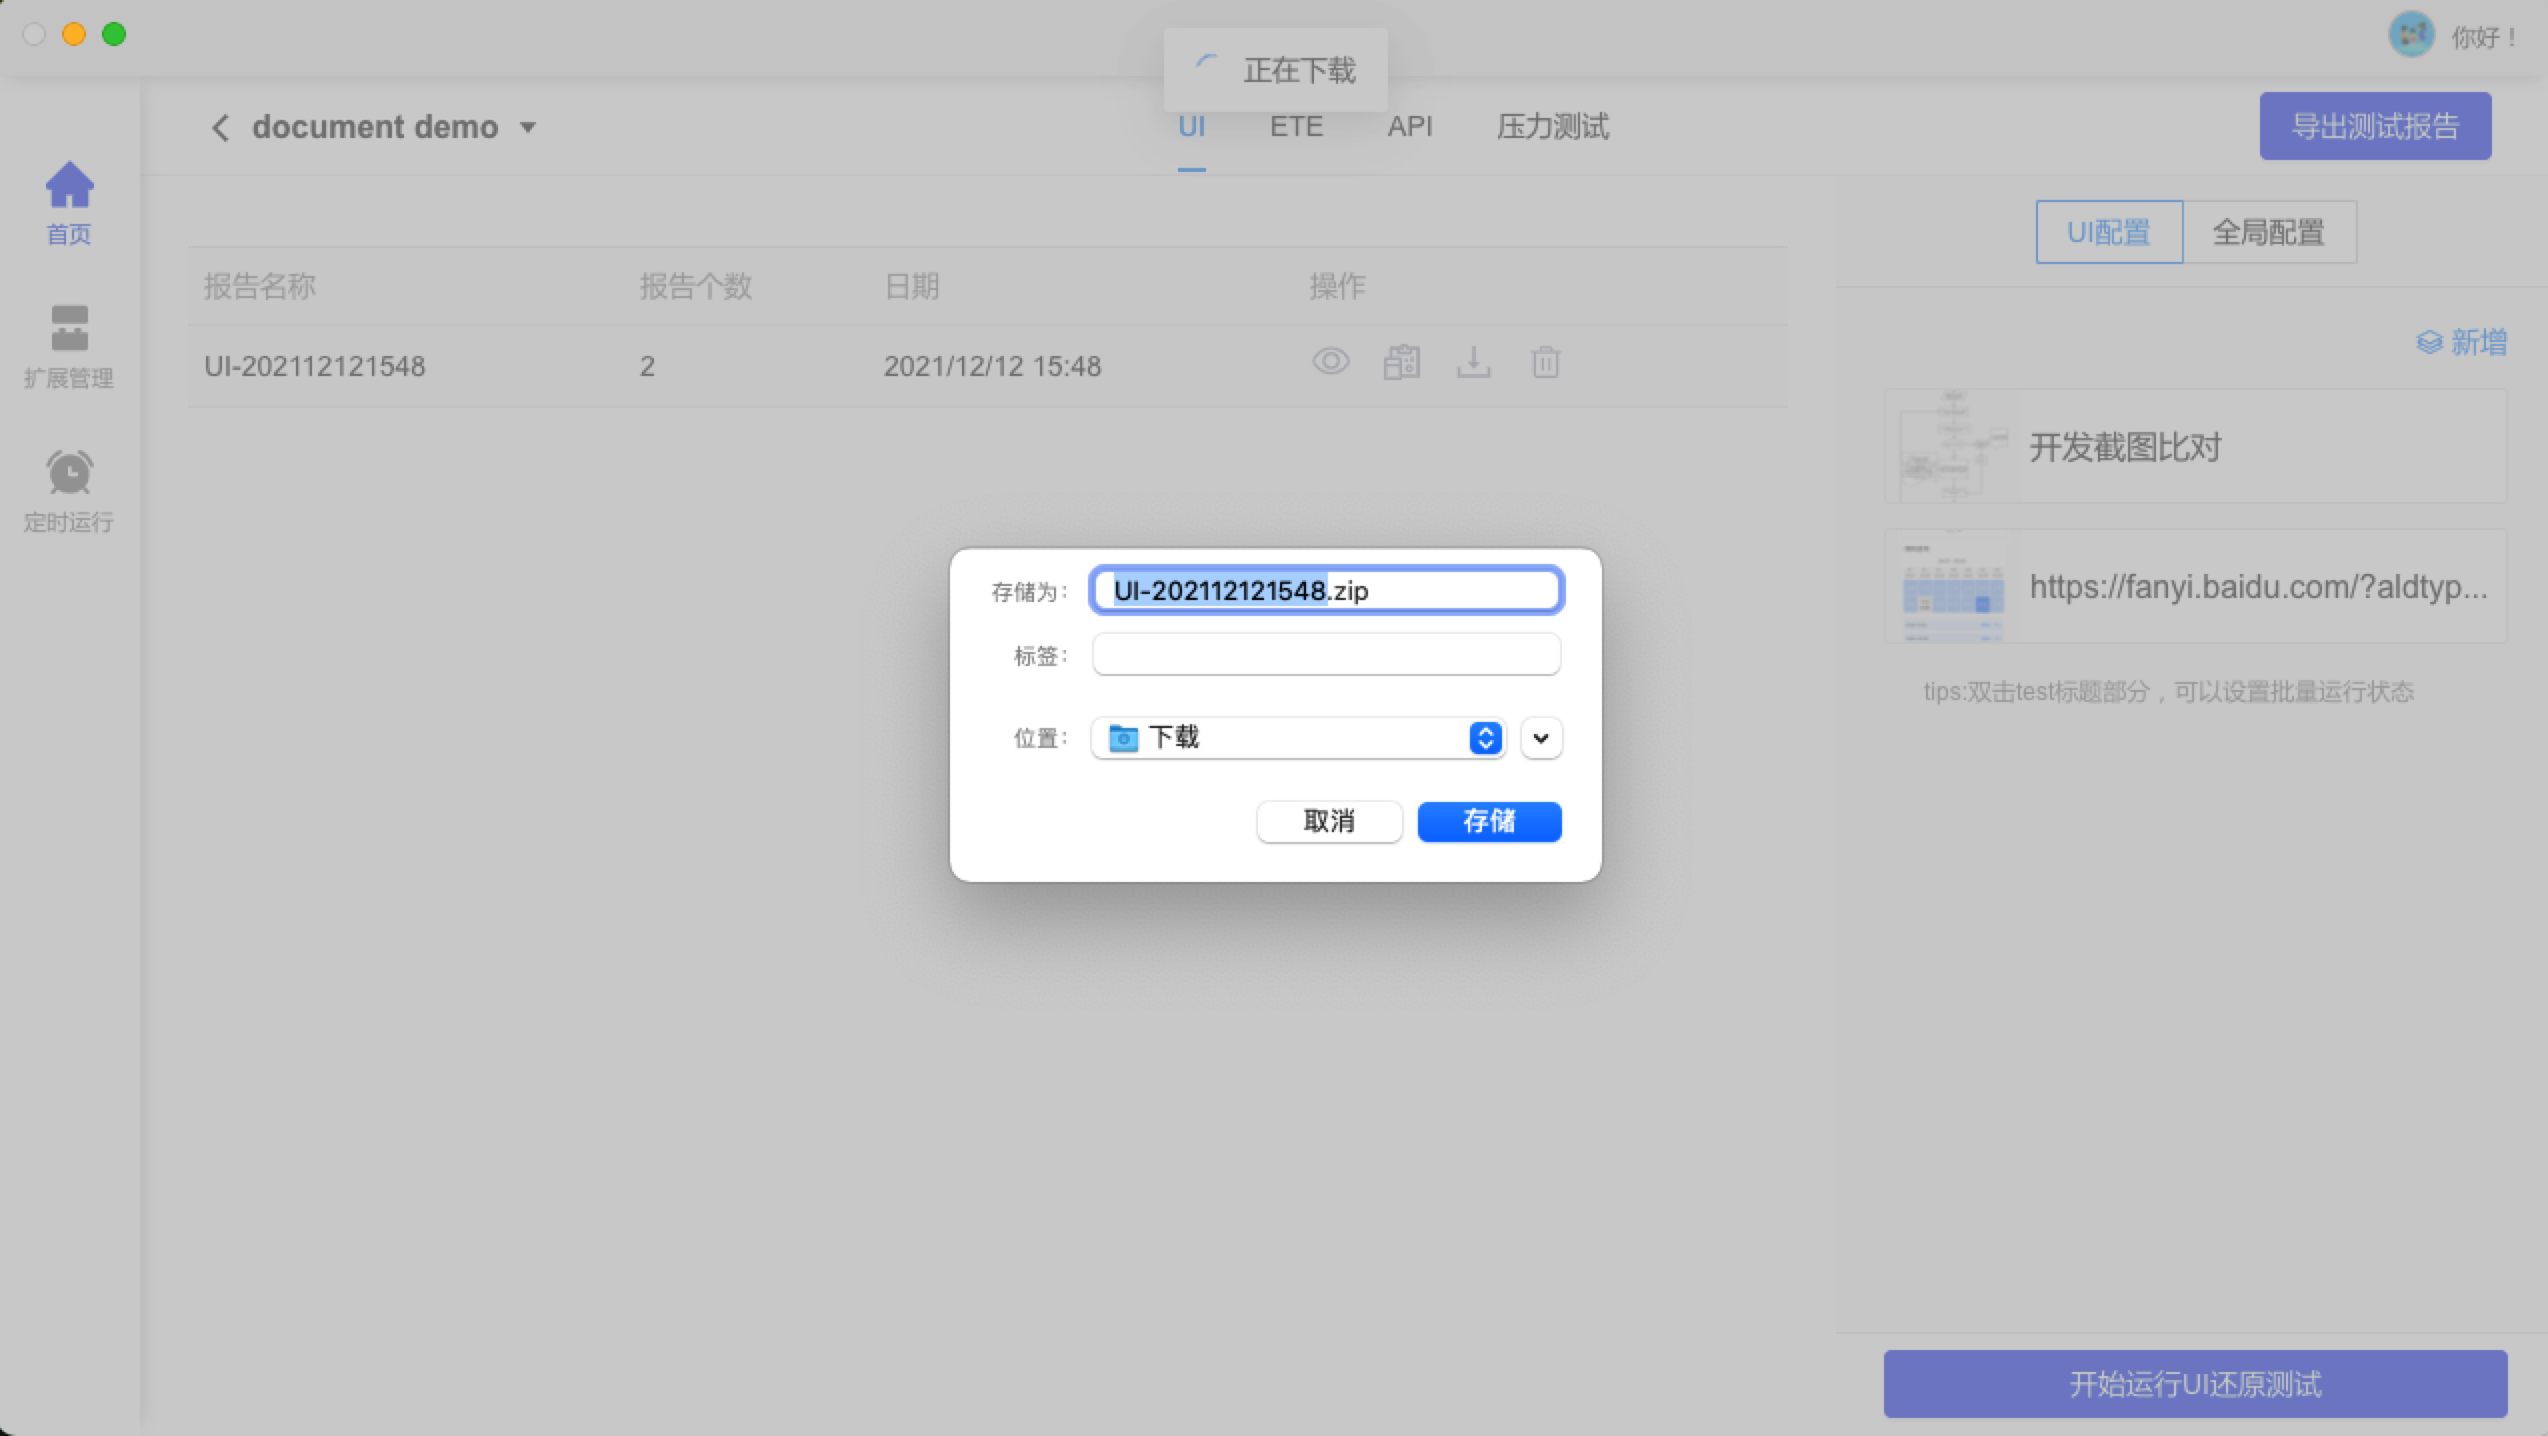 你好！
正在下载
document demo
UI ETE API 压力测试
导出测试报告
首页
扩展管理
定时运行
报告名称 报告个数 日期 操作
UI-202112121548 2 2021/12/12 15:48
UI配置 全局配置
新增
开发截图比对
https://fanyi.baidu.com/?aldtyp...
tips:双击test标题部分，可以设置批量运行状态
开始运行UI还原测试
存储为： UI-202112121548.zip
标签：
位置： 下载
取消 存储